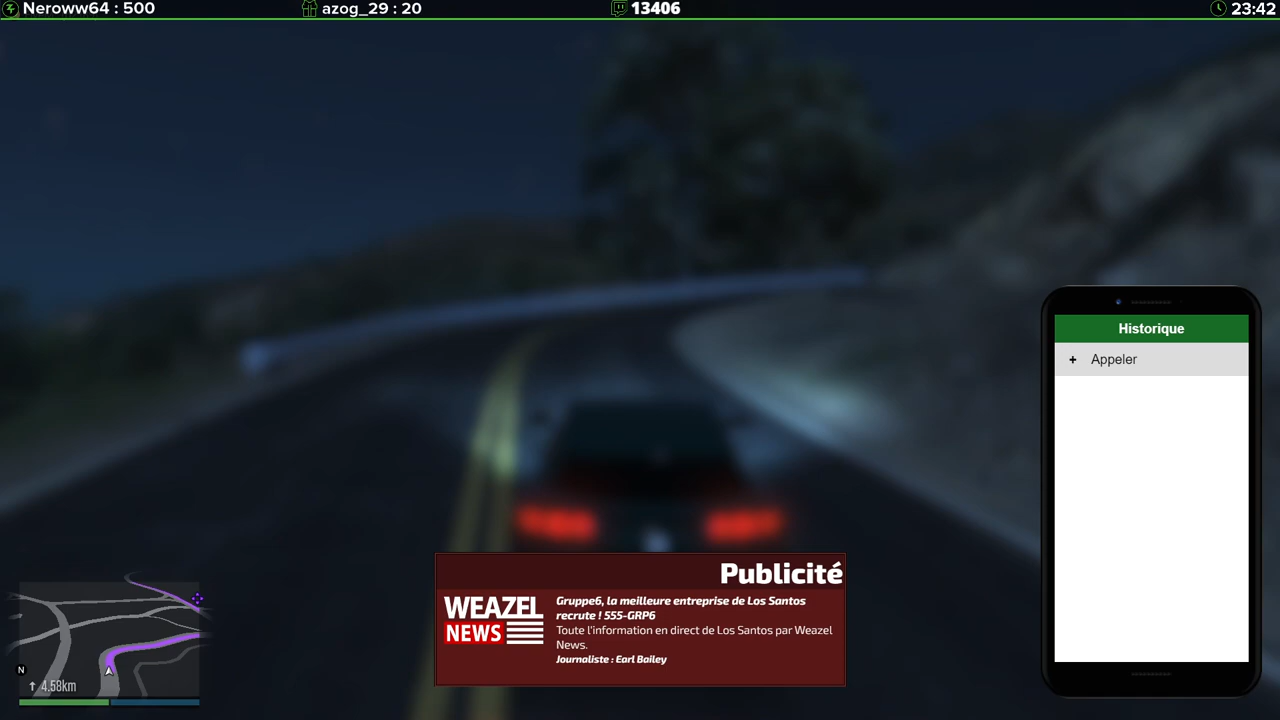 Neroww64 : 500
azog_29 : 20
13406
23:42
Historique
+ Appeler
Publicité
WEAZEL
NEWS
Gruppe6, la meilleure entreprise de Los Santos
recrute ! 555-GRP6
Toute l'information en direct de Los Santos par Weazel
News.
Journaliste : Earl Bailey
N
4.58km